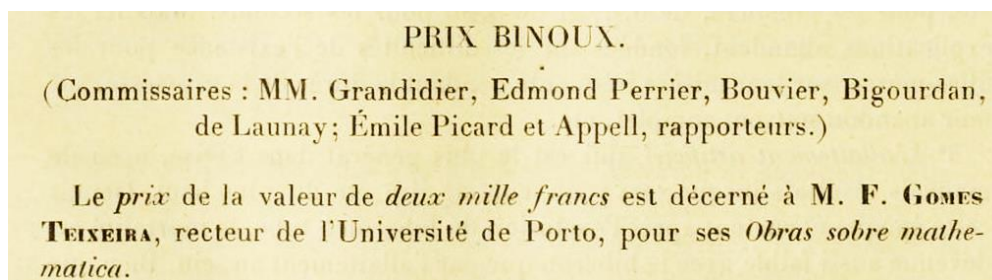 PRIX BINOUX.
(Commissaires : MM. Grandidier, Edmond Perrier, Bouvier, Bigourdan,
de Launay; Émile Picard et Appell, rapporteurs.)
Le prix de la valeur de deux mille francs est décerné à M. F. GOMES
TEIXEIRA, recteur de l'Université de Porto, pour ses Obras sobre mathe-
matica.